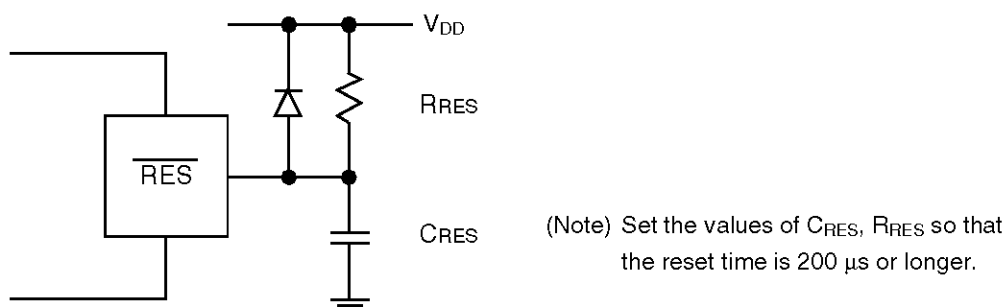 VDD
RRES
RES
CRES
(Note) Set the values of CRES, RRES so that
the reset time is 200 µs or longer.